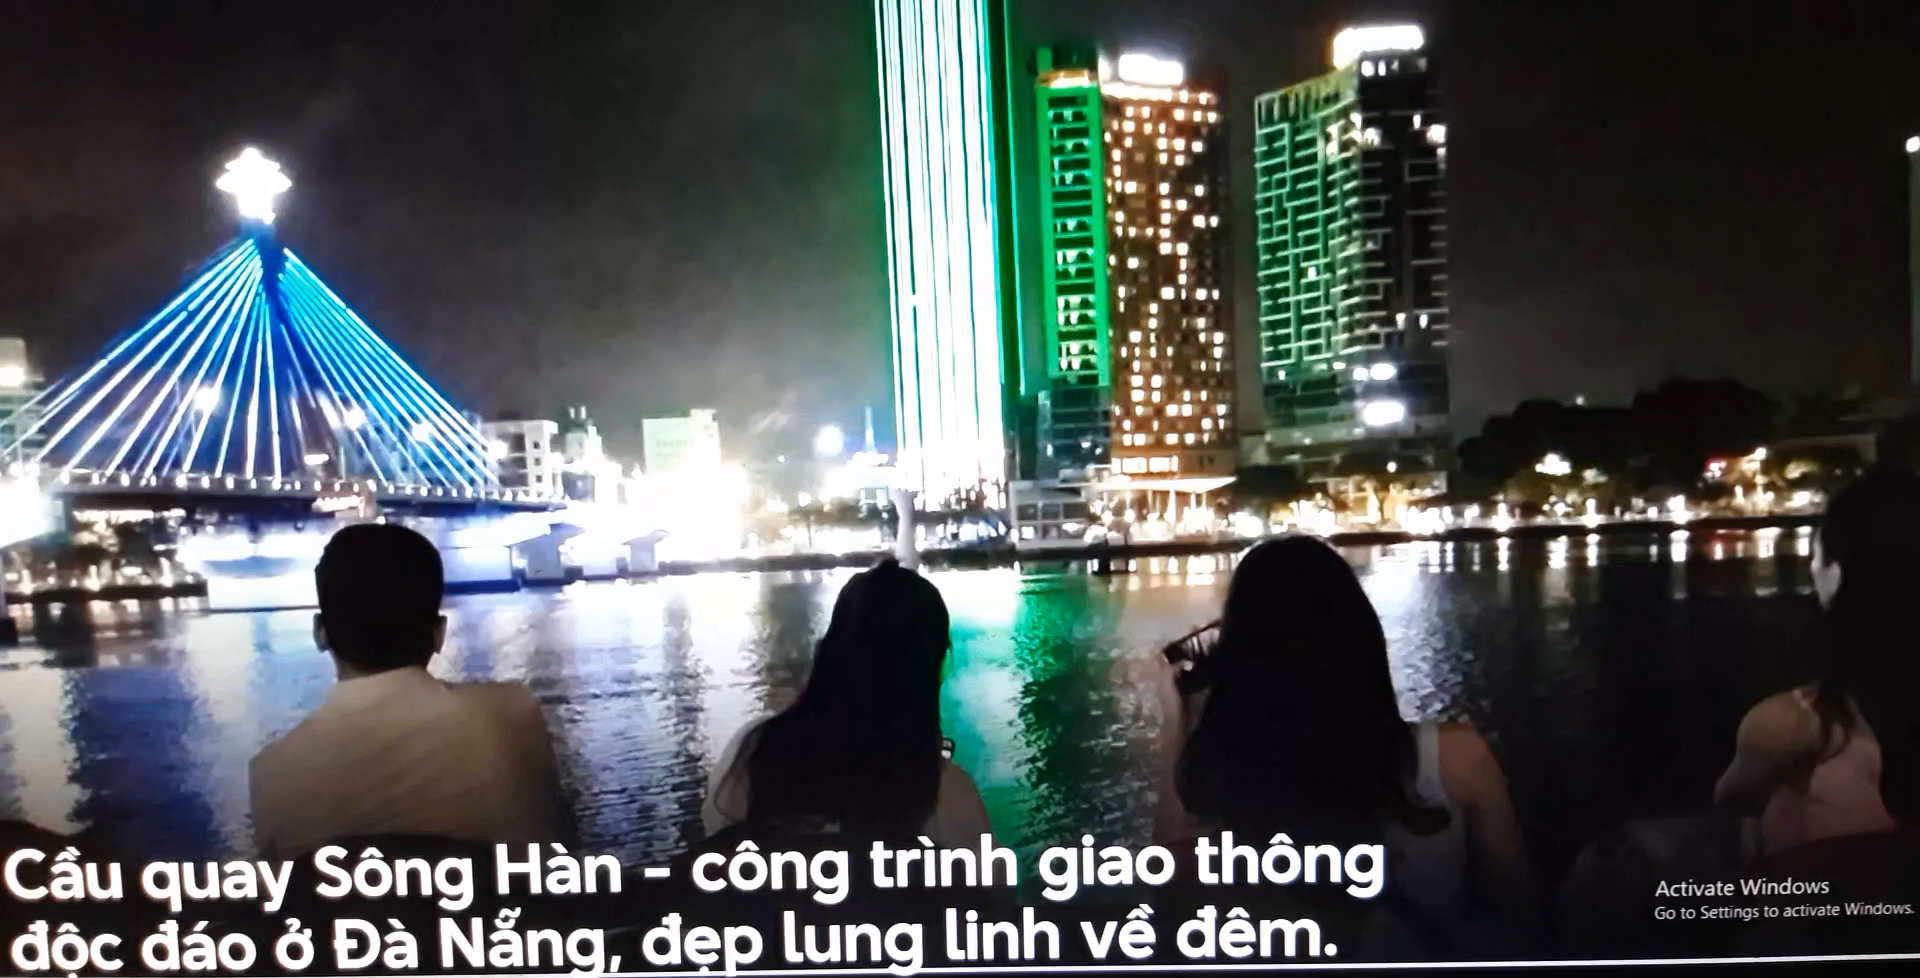 Cầu quay Sông Hàn - công trình giao thông
độc đáo ở Đà Nẵng, đẹp lung linh về đêm.
Activate Windows
Go to Settings to activate Windows.